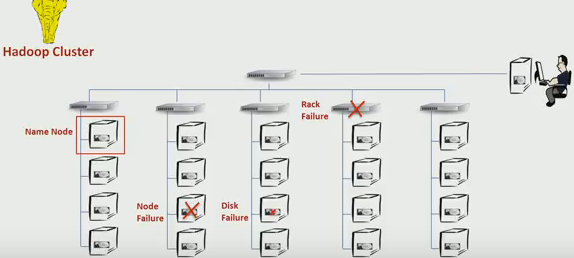 Hadoop Cluster
Rack
Failure
Name Node
Node
Failure
Disk
Failure